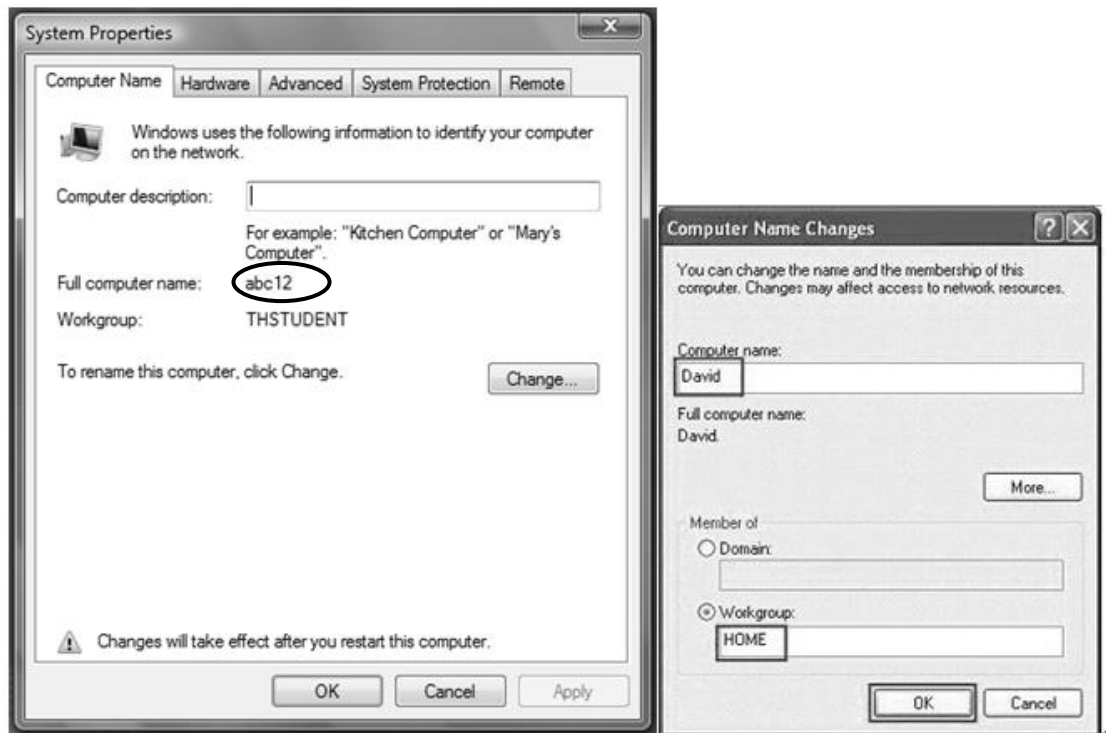 System Properties
X
Computer Name Hardware Advanced System Protection Remote
Windows uses the following information to identify your computer
on the network.
Computer description:
For example: "Kitchen Computer" or "Mary's
Computer".
Full computer name: abc12
Workgroup: THSTUDENT
To rename this computer, click Change.
Change...
Changes will take effect after you restart this computer.
OK Cancel Apply
Computer Name Changes
? X
You can change the name and the membership of this
computer. Changes may affect access to network resources.
Computer name:
David
Full computer name:
David.
More...
Member of
Domain:
Workgroup:
HOME
OK Cancel